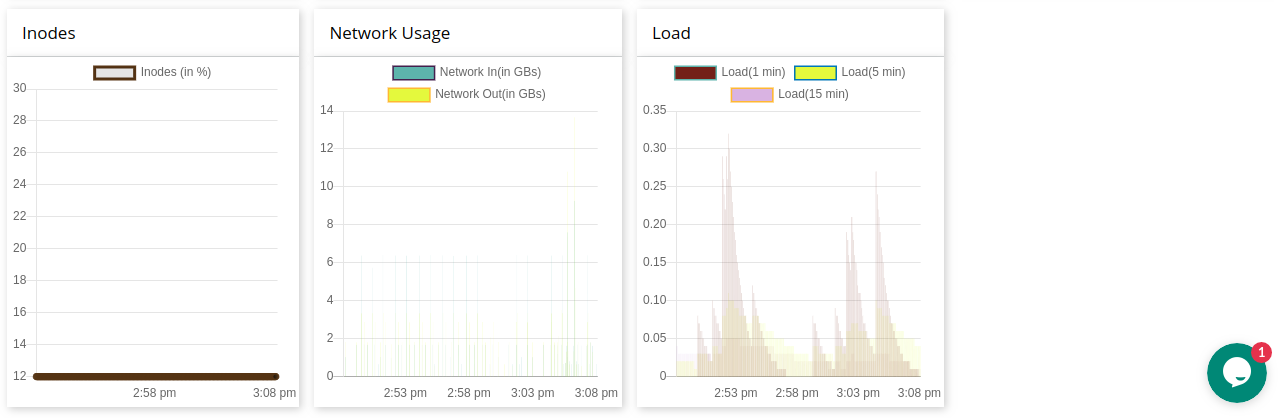 Inodes
Inodes (in %)
30
28
26
24
22
20
18
16
14
12
2:58 pm 3:08 pm
Network Usage
Network In(in GBs)
Network Out(in GBs)
14
12
10
8
6
4
2
0
2:53 pm 2:58 pm 3:03 pm 3:08 pm
Load
Load(1 min) Load(5 min)
Load(15 min)
0.35
0.30
0.25
0.20
0.15
0.10
0.05
0
2:53 pm 2:58 pm 3:03 pm 3:08 pm
1